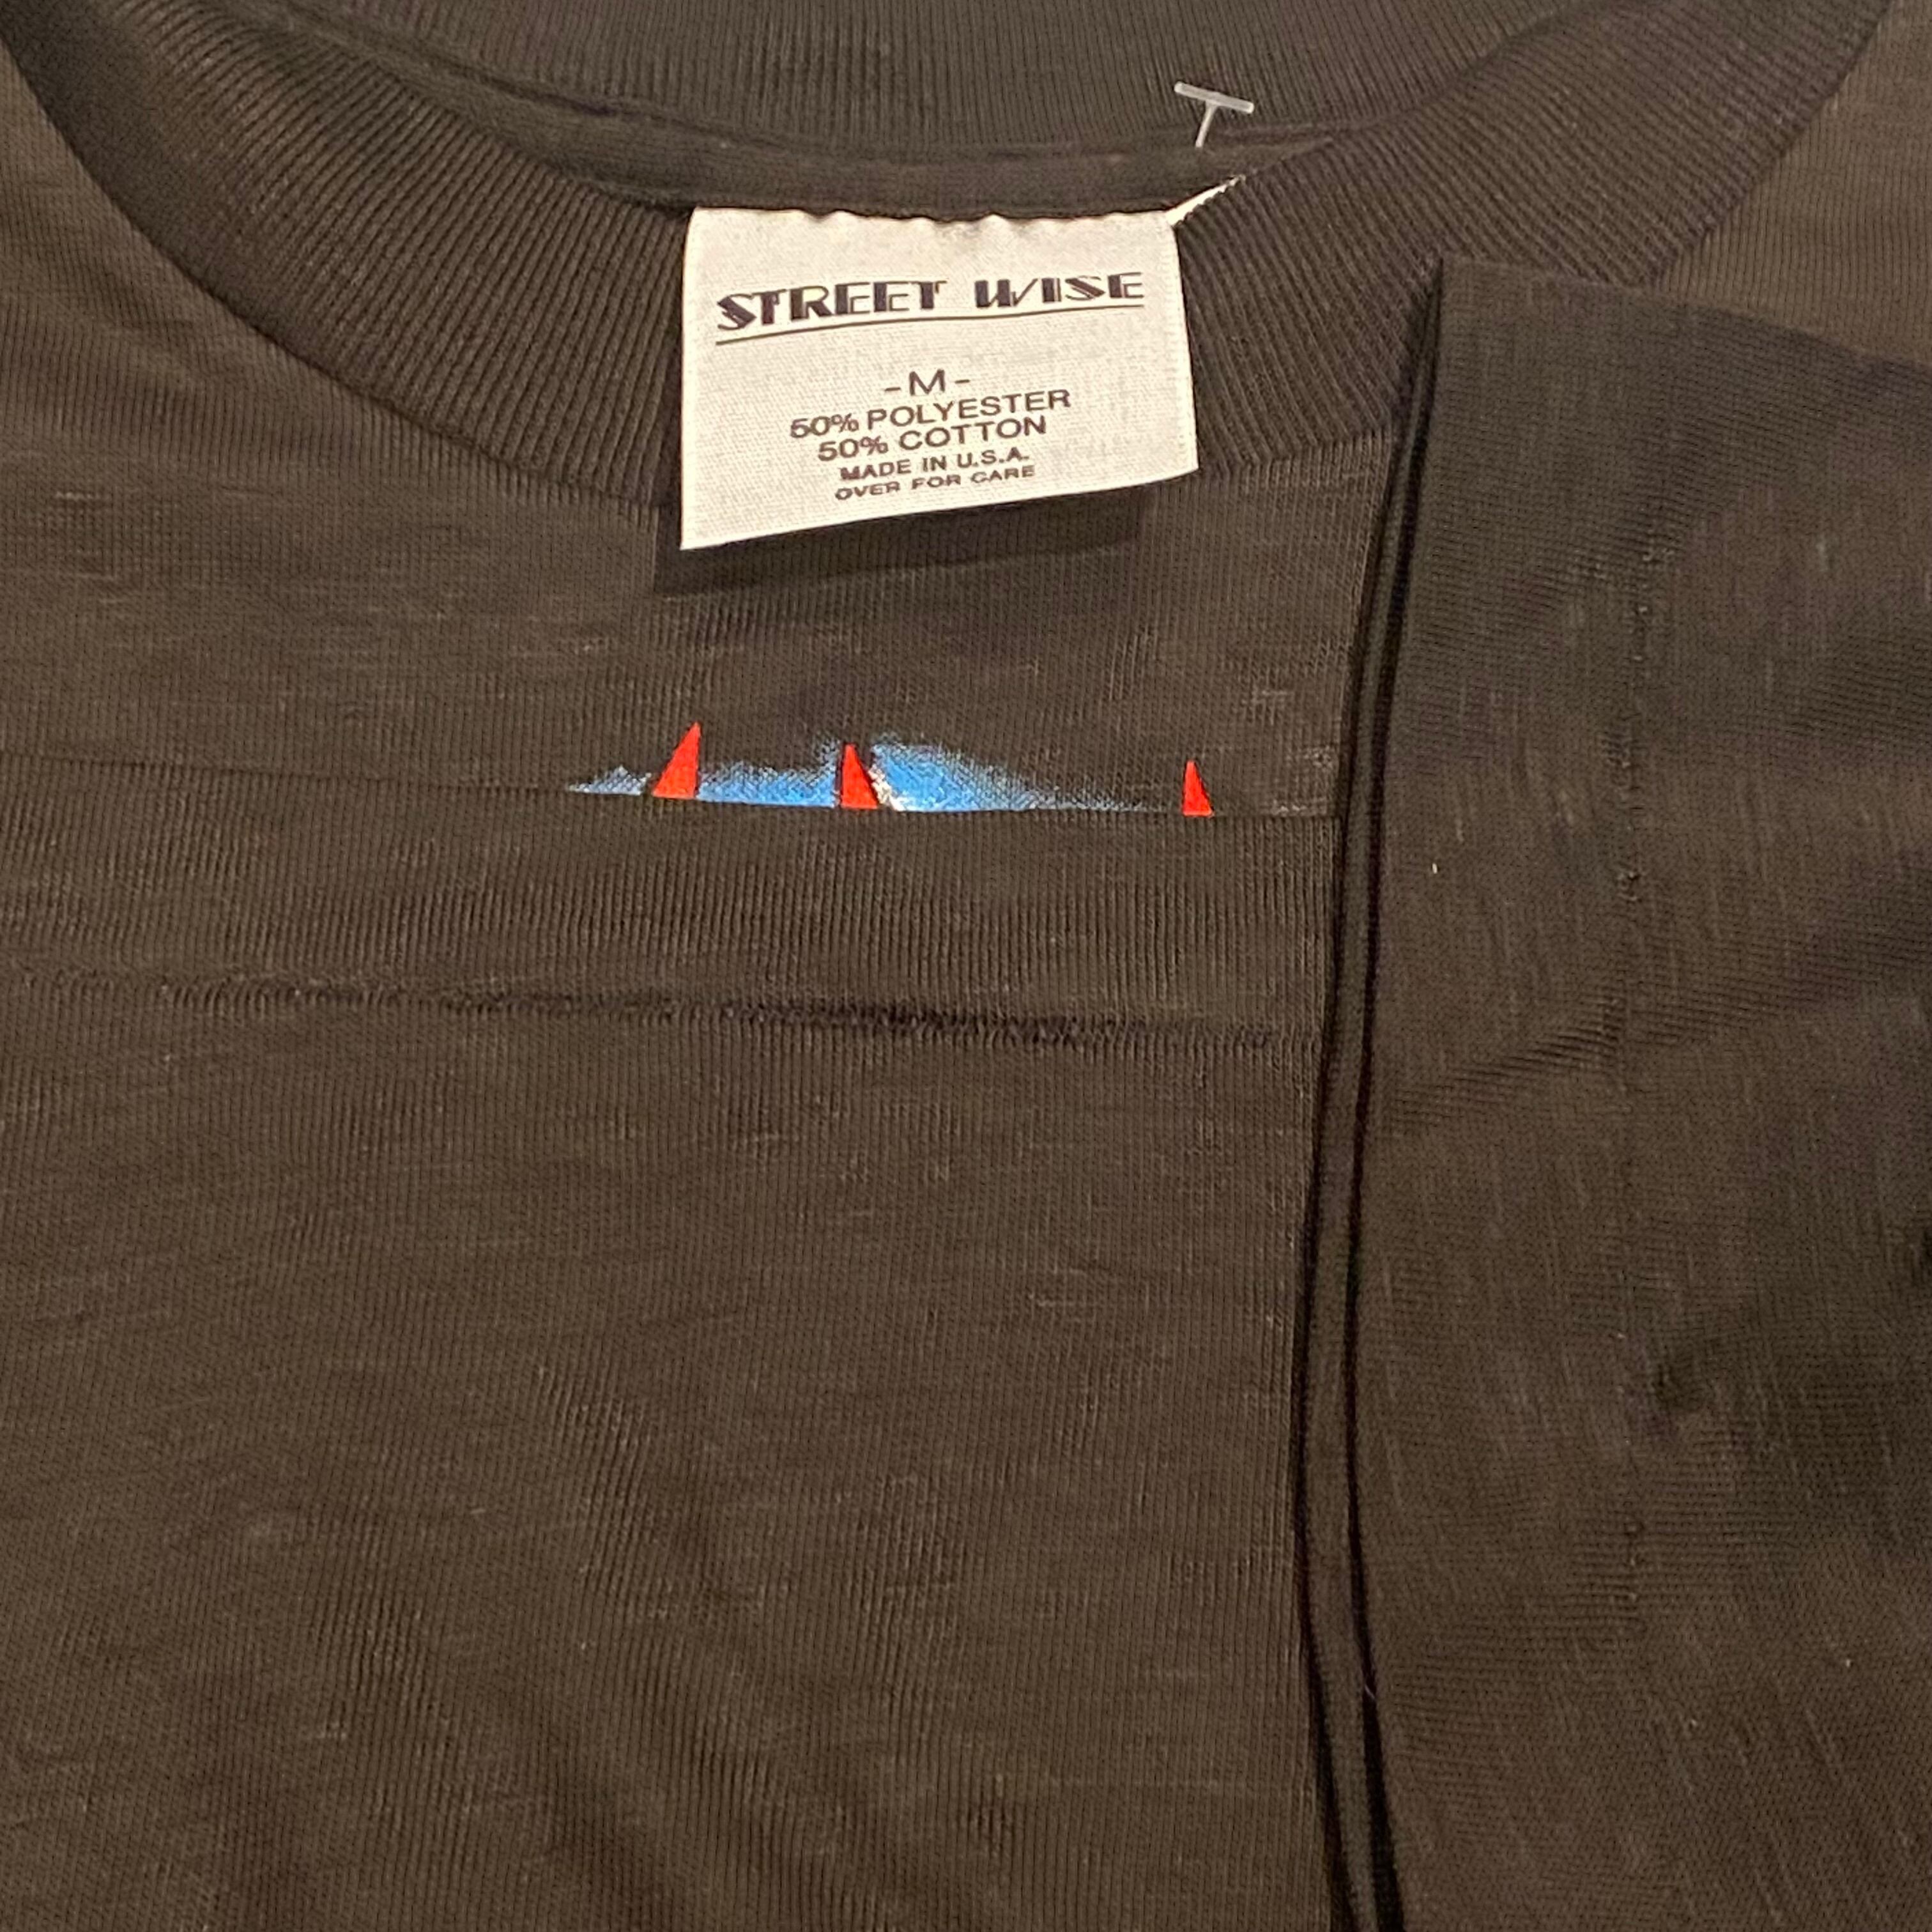 STREET WISE
-M-
50% POLYESTER
50% COTTON
MADE IN U.S.A.
OVER FOR CARE